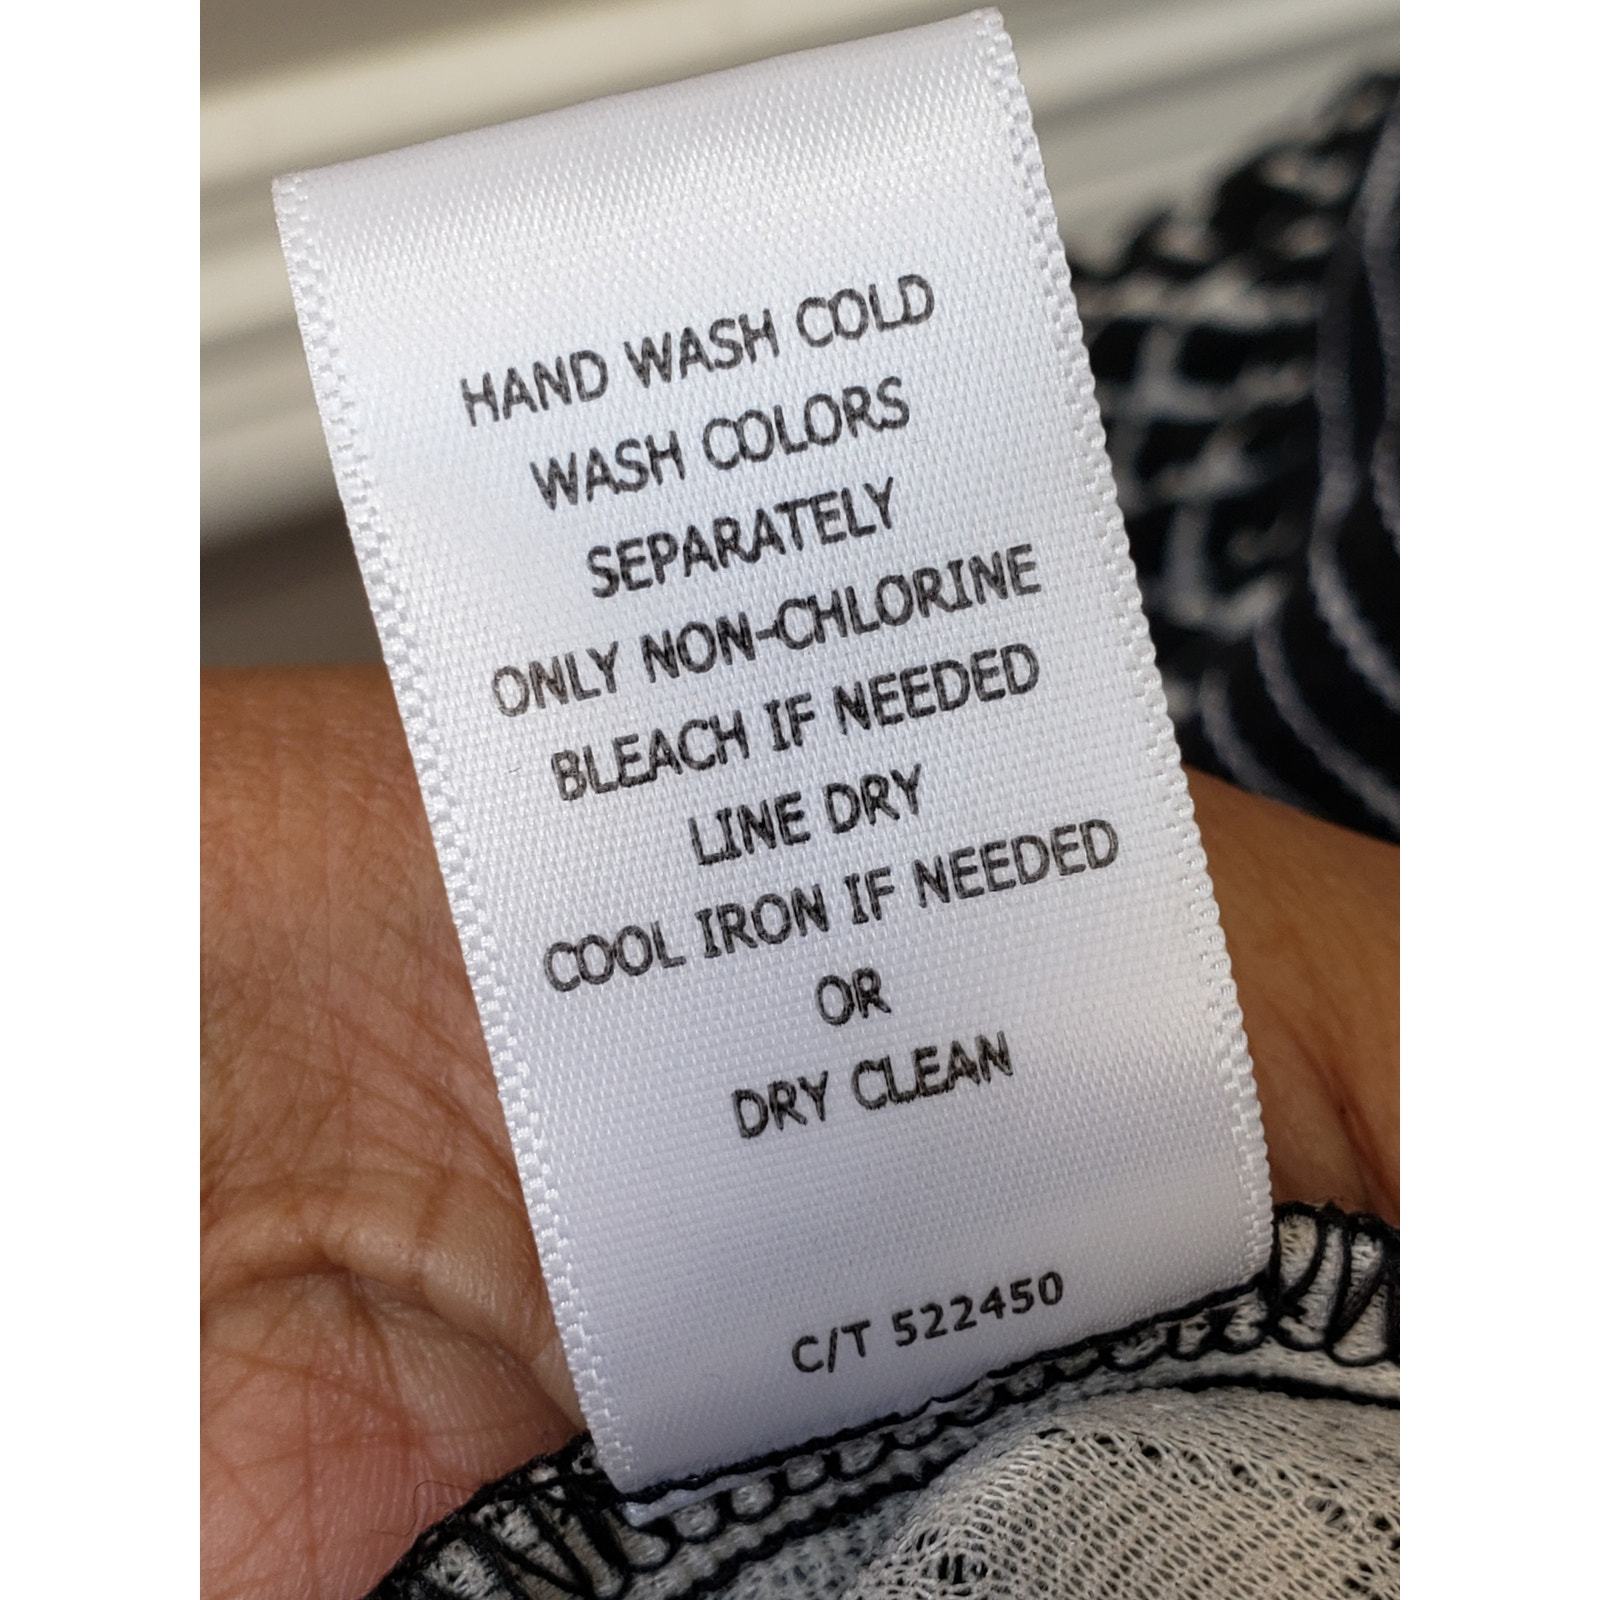 HAND WASH COLD
WASH COLORS
SEPARATELY
ONLY NON-CHLORINE
BLEACH IF NEEDED
LINE DRY
COOL IRON IF NEEDED
OR
DRY CLEAN
C/T 522450